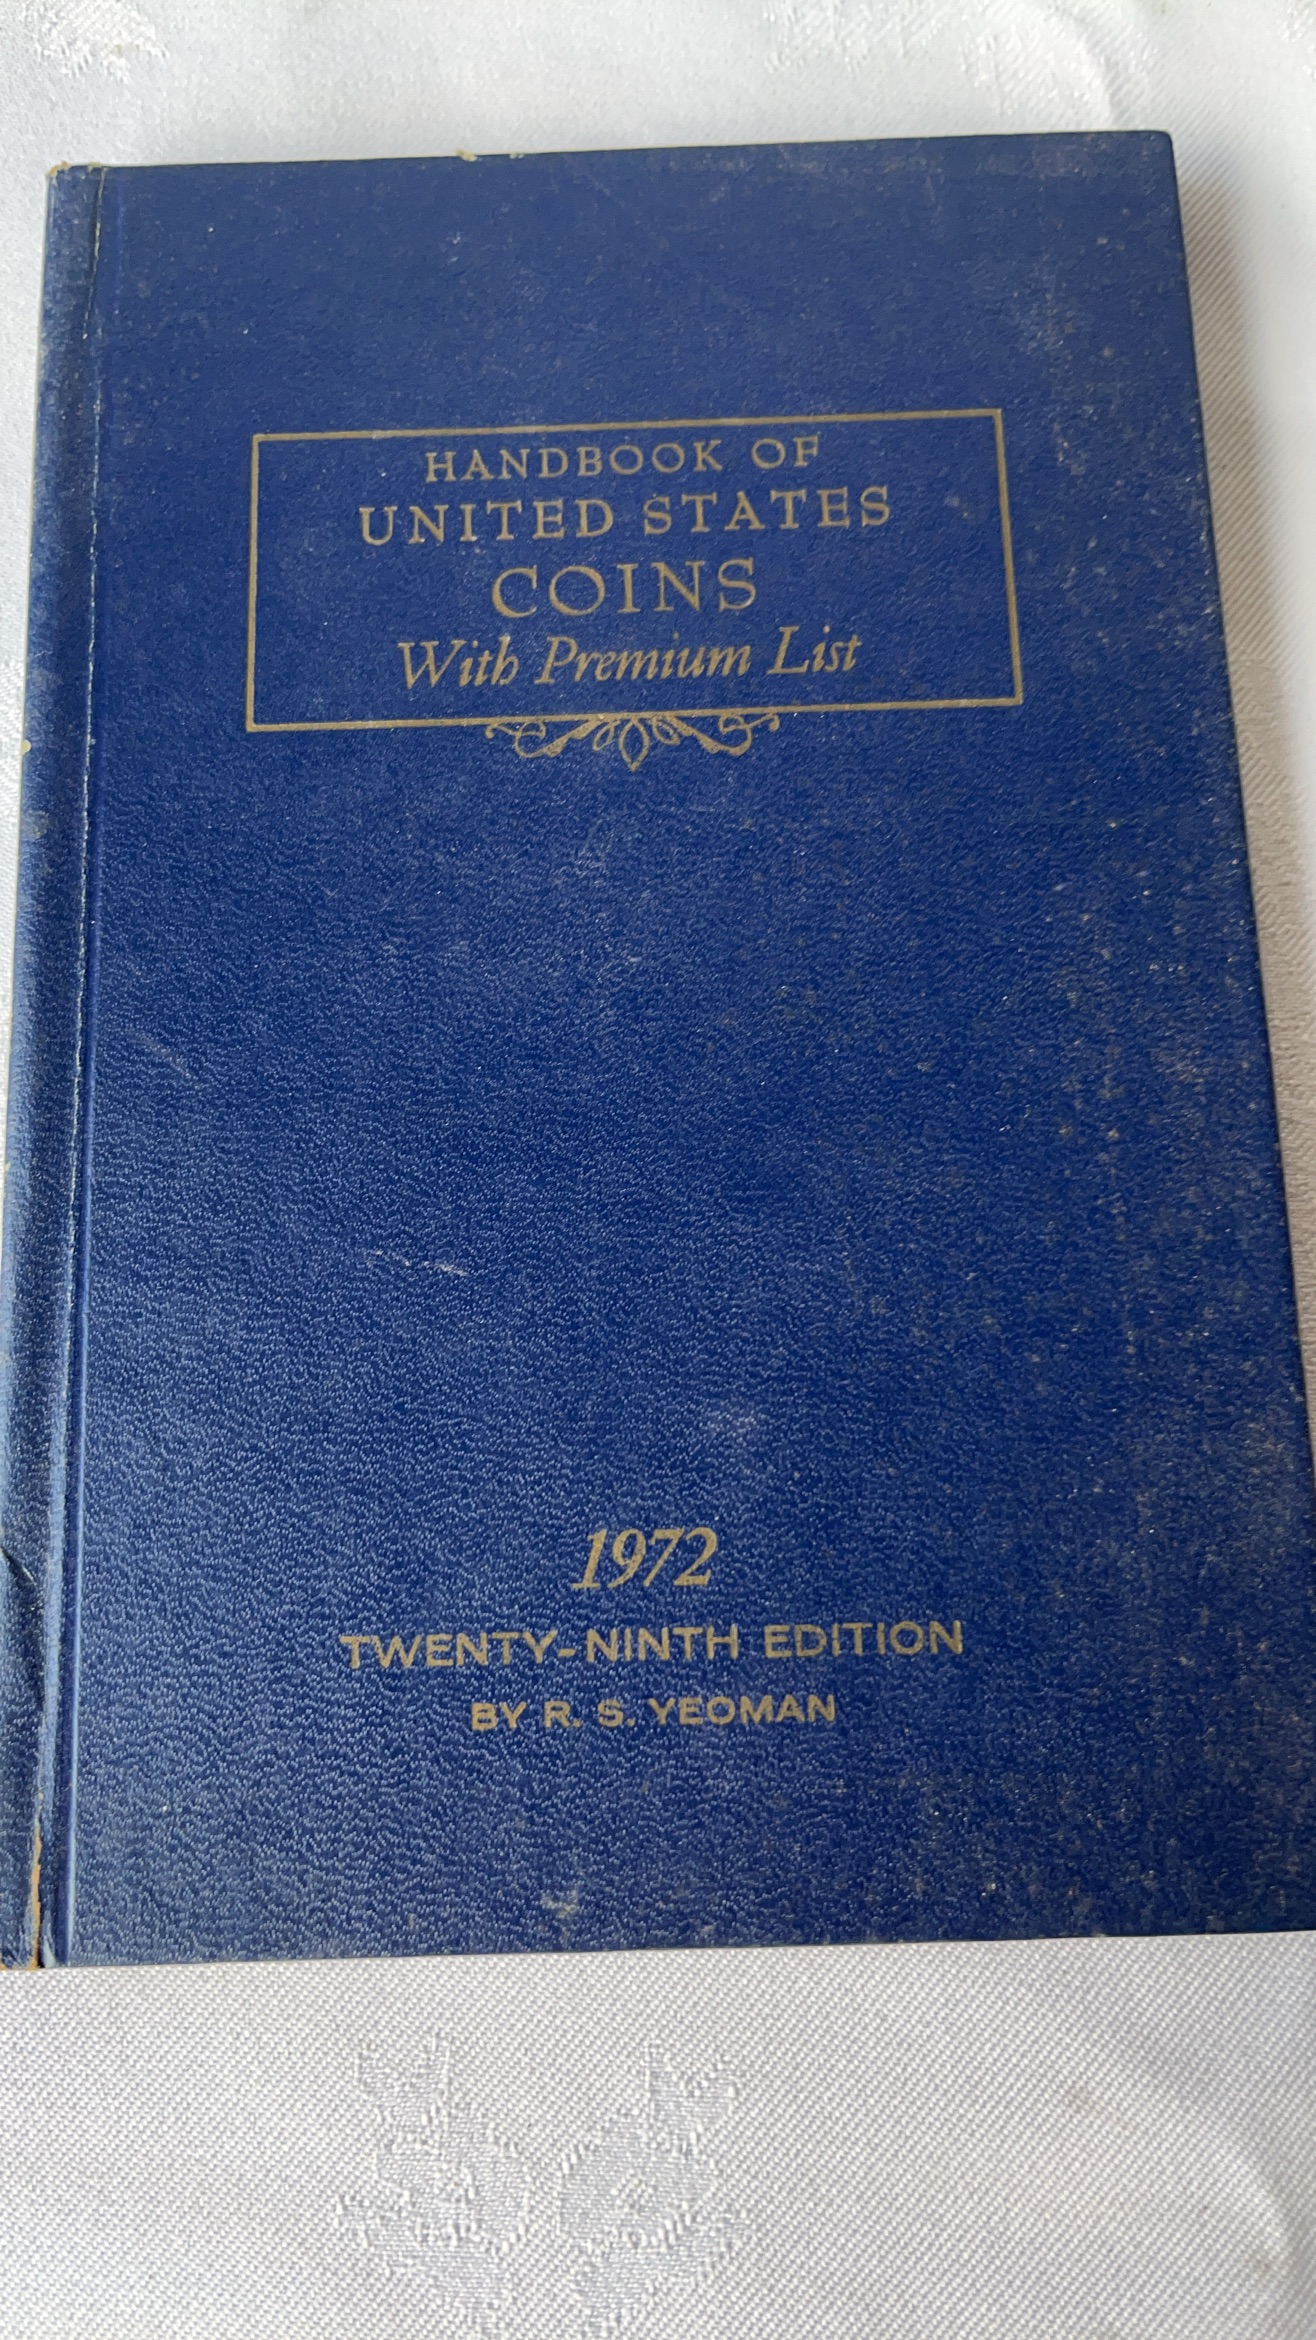 HANDBOOK OF
UNITED STATES
COINS
With Premium List
1972
TWENTY-NINTH EDITION
BY R. S. YEOMAN